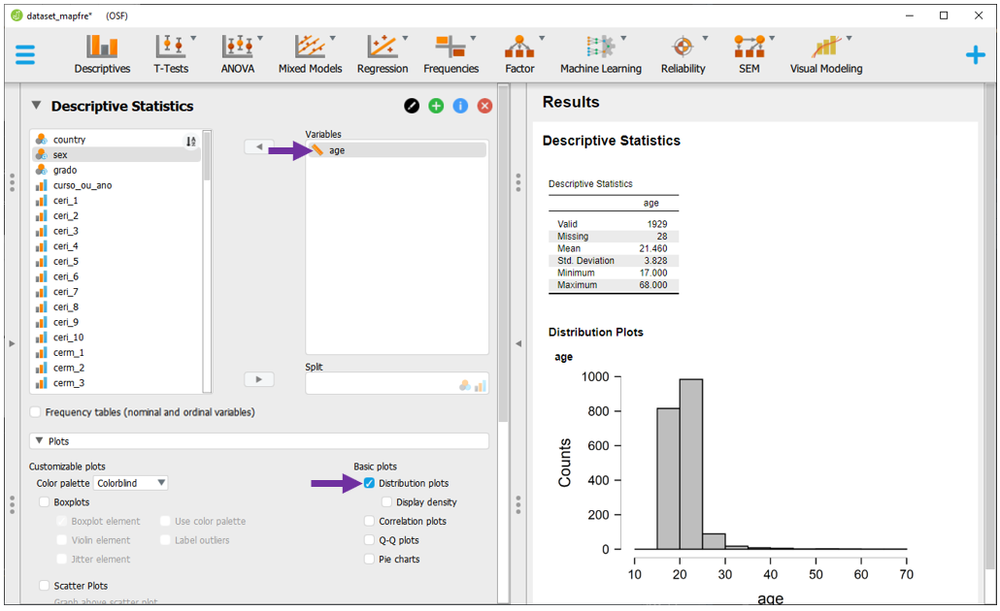 dataset_mapfre* (OSF)
Descriptives T-Tests ANOVA Mixed Models Regression Frequencies Factor Machine Learning Reliability SEM Visual Modeling
Descriptive Statistics
country
sex
grado
curso_ou_ano
ceri_1
ceri_2
ceri_3
ceri_4
ceri_5
ceri_6
ceri_7
ceri_8
ceri_9
ceri_10
cerm_1
cerm_2
cerm_3
Variables
age
Split
Frequency tables (nominal and ordinal variables)
Plots
Customizable plots
Color palette Colorblind
Boxplots
Boxplot element Use color palette
Violin element Label outliers
Jitter element
Scatter Plots
Graph above scatter plot
Basic plots
Distribution plots
Display density
Correlation plots
Q-Q plots
Pie charts
Results
Descriptive Statistics
Descriptive Statistics
age
Valid 1929
Missing 28
Mean 21.460
Std. Deviation 3.828
Minimum 17.000
Maximum 68.000
Distribution Plots
age
Counts
1000
800
600
400
200
0
10 20 30 40 50 60 70
age